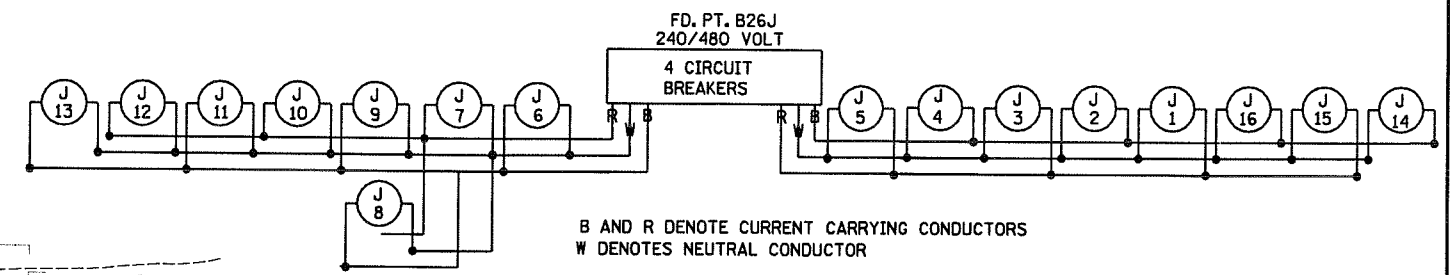 FD. PT. B26J
240/480 VOLT
4 CIRCUIT
BREAKERS
J
13
J
12
J
11
J
10
J
9
J
7
J
6
R W B
R W B
J
5
J
4
J
3
J
2
J
1
J
16
J
15
J
14
J
8
B AND R DENOTE CURRENT CARRYING CONDUCTORS
W DENOTES NEUTRAL CONDUCTOR